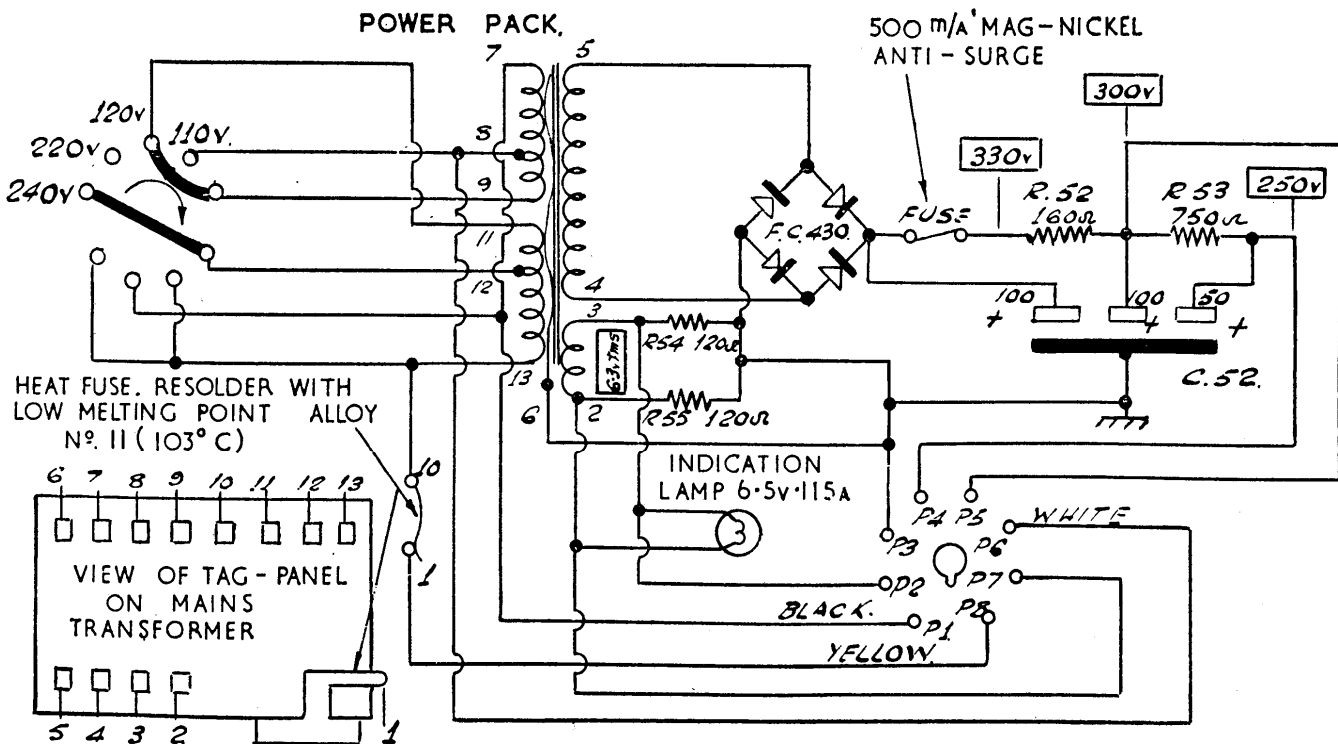 POWER PACK.
500 m/a' MAG-NICKEL
ANTI-SURGE
7
5
300v
120v
110v.
220v
240v
8
9
330v
R.52
160Ω
R53
750Ω
250v
FUSE
F.C.430.
11
12
4
3
100
+
100
+
50
+
R54 120Ω
6·3v rms
C.52.
13
6
2
R55 120Ω
HEAT FUSE. RESOLDER WITH
LOW MELTING POINT ALLOY
Nº. 11 (103° C)
10
1
INDICATION
LAMP 6·5v·115A
P4
P5
P3
P6
WHITE
P2
P7
BLACK.
P1
P8
YELLOW.
6 7 8 9 10 11 12 13
VIEW OF TAG-PANEL
ON MAINS
TRANSFORMER
5 4 3 2 1